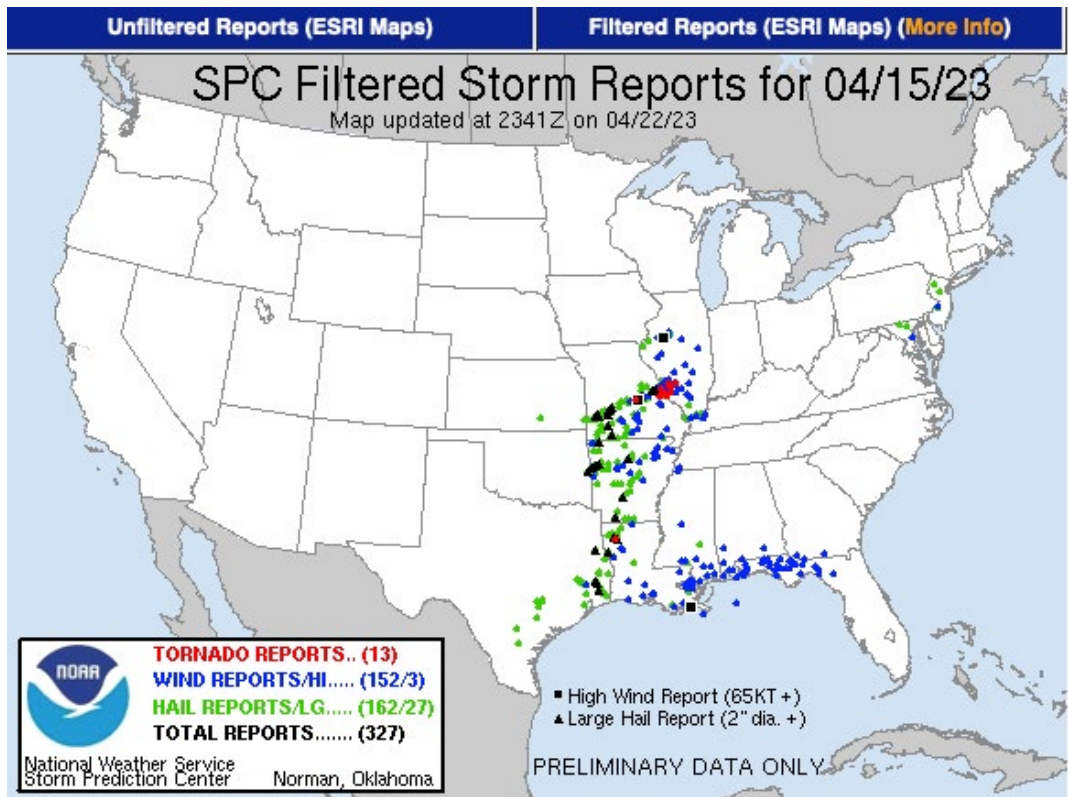 Unfiltered Reports (ESRI Maps)
Filtered Reports (ESRI Maps) (More Info)
SPC Filtered Storm Reports for 04/15/23
Map updated at 2341Z on 04/22/23
NOAA
TORNADO REPORTS.. (13)
WIND REPORTS/HI..... (152/3)
HAIL REPORTS/LG..... (162/27)
TOTAL REPORTS....... (327)
National Weather Service
Storm Prediction Center
Norman, Oklahoma
High Wind Report (65KT +)
Large Hail Report (2" dia. +)
PRELIMINARY DATA ONLY